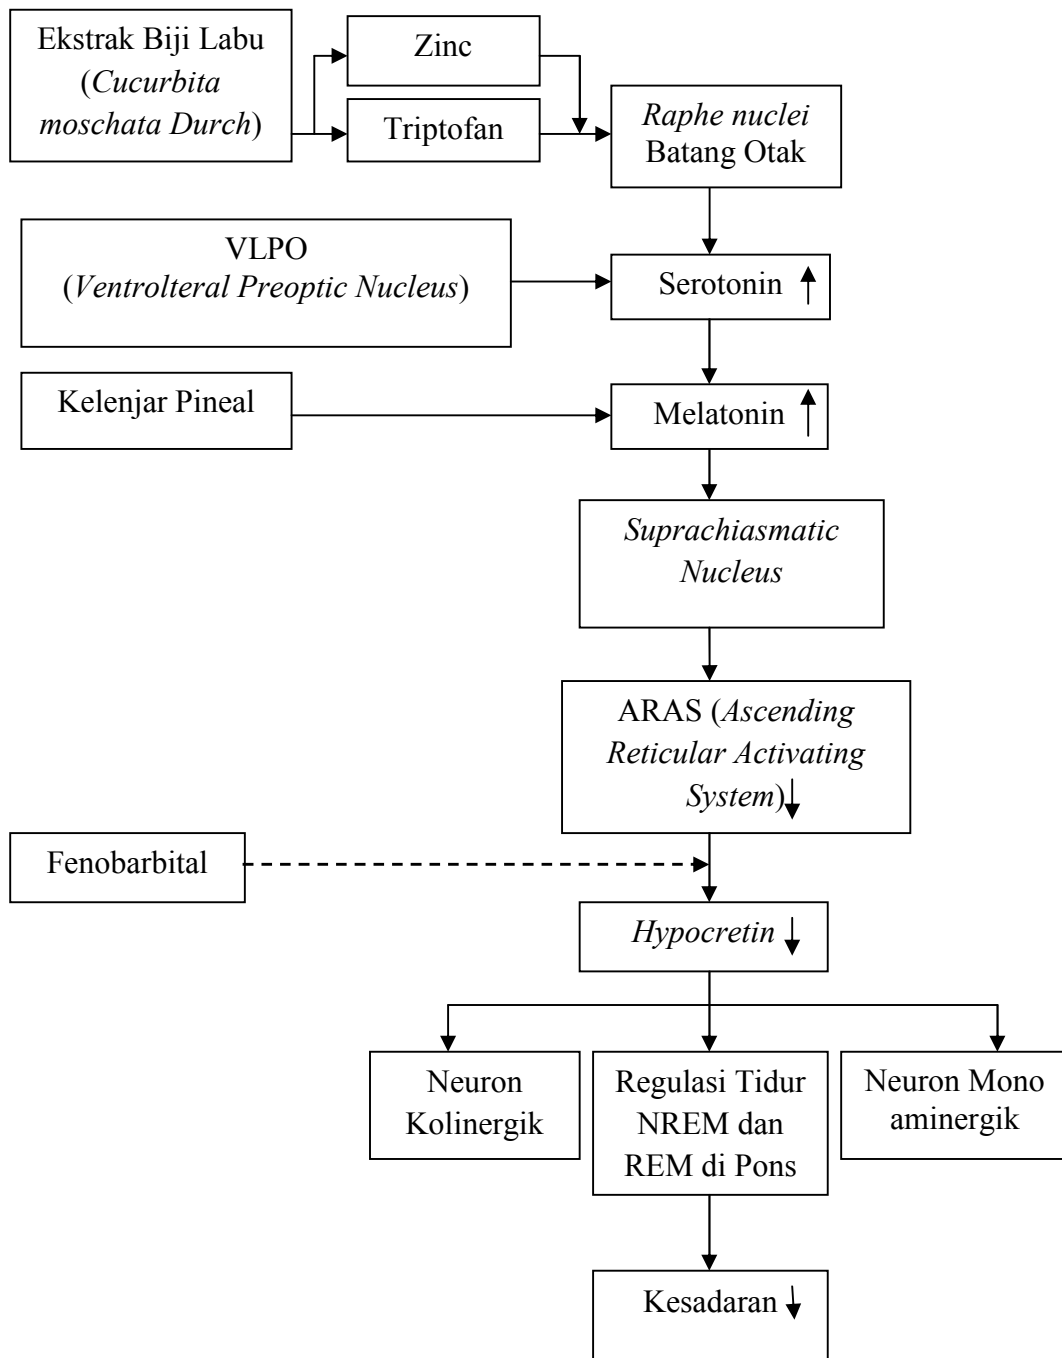 Ekstrak Biji Labu
(Cucurbita
moschata Durch)
Zinc
Triptofan
Raphe nuclei
Batang Otak
VLPO
(Ventrolteral Preoptic Nucleus)
Serotonin
Kelenjar Pineal
Melatonin
Suprachiasmatic
Nucleus
ARAS (Ascending
Reticular Activating
System)
Fenobarbital
Hypocretin
Neuron
Kolinergik
Regulasi Tidur
NREM dan
REM di Pons
Neuron Mono
aminergik
Kesadaran